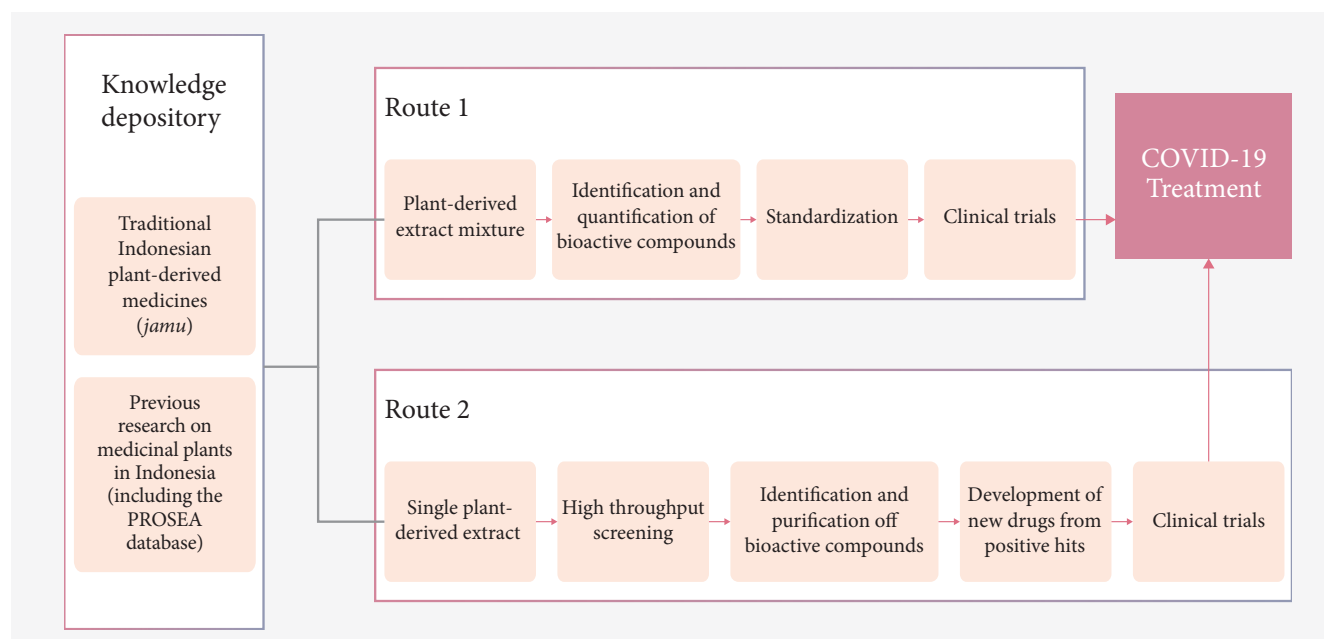 Knowledge
depository
Traditional
Indonesian
plant-derived
medicines
(jamu)
Previous
research on
medicinal plants
in Indonesia
(including the
PROSEA
database)
Route 1
Plant-derived
extract mixture
Identification and
quantification of
bioactive compounds
Standardization
Clinical trials
COVID-19
Treatment
Route 2
Single plant-
derived extract
High throughput
screening
Identification and
purification off
bioactive compounds
Development of
new drugs from
positive hits
Clinical trials